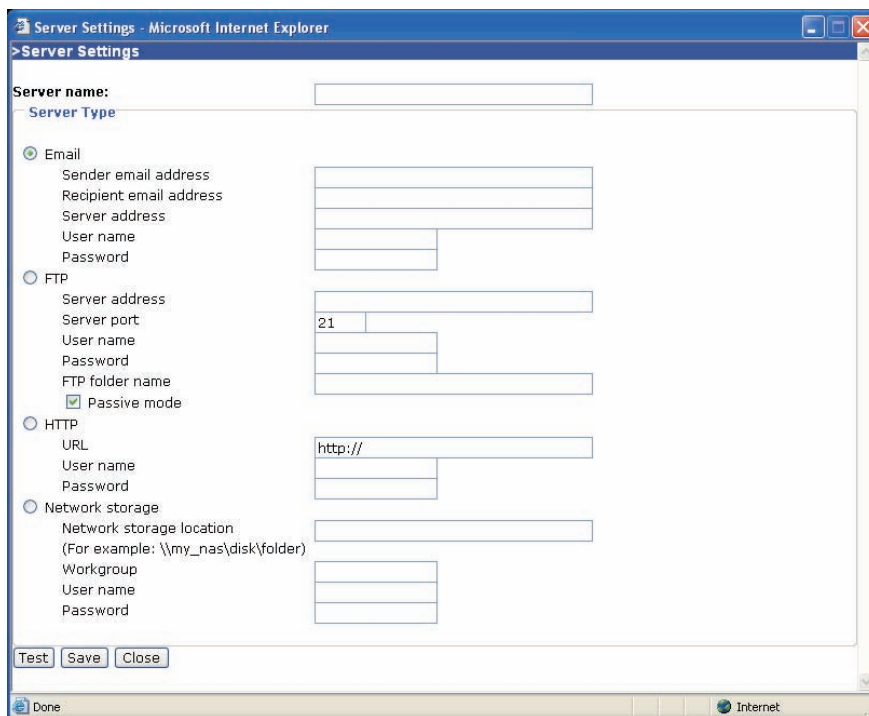 Server Settings - Microsoft Internet Explorer
>Server Settings
Server name:
Server Type
Email
Sender email address
Recipient email address
Server address
User name
Password
FTP
Server address
Server port 21
User name
Password
FTP folder name
Passive mode
HTTP
URL http://
User name
Password
Network storage
Network storage location
(For example: \\my_nas\disk\folder)
Workgroup
User name
Password
Test Save Close
Done Internet